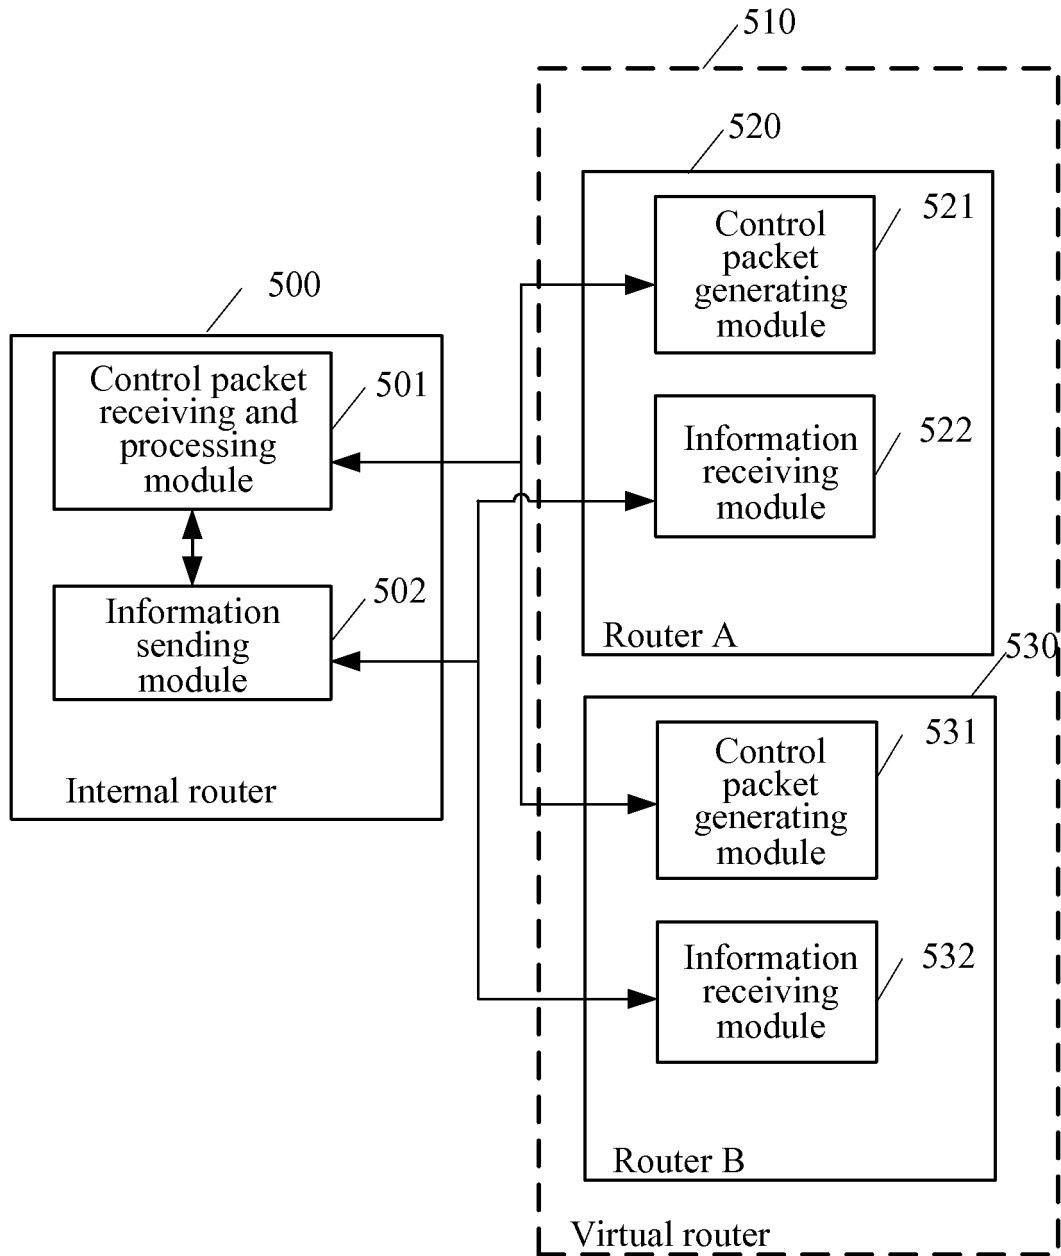 510
520
Control
packet
generating
module
521
500
Control packet
receiving and
processing
module
501
Information
receiving
module
522
Information
sending
module
502
Router A
530
Control
packet
generating
module
531
Internal router
Information
receiving
module
532
Router B
Virtual router